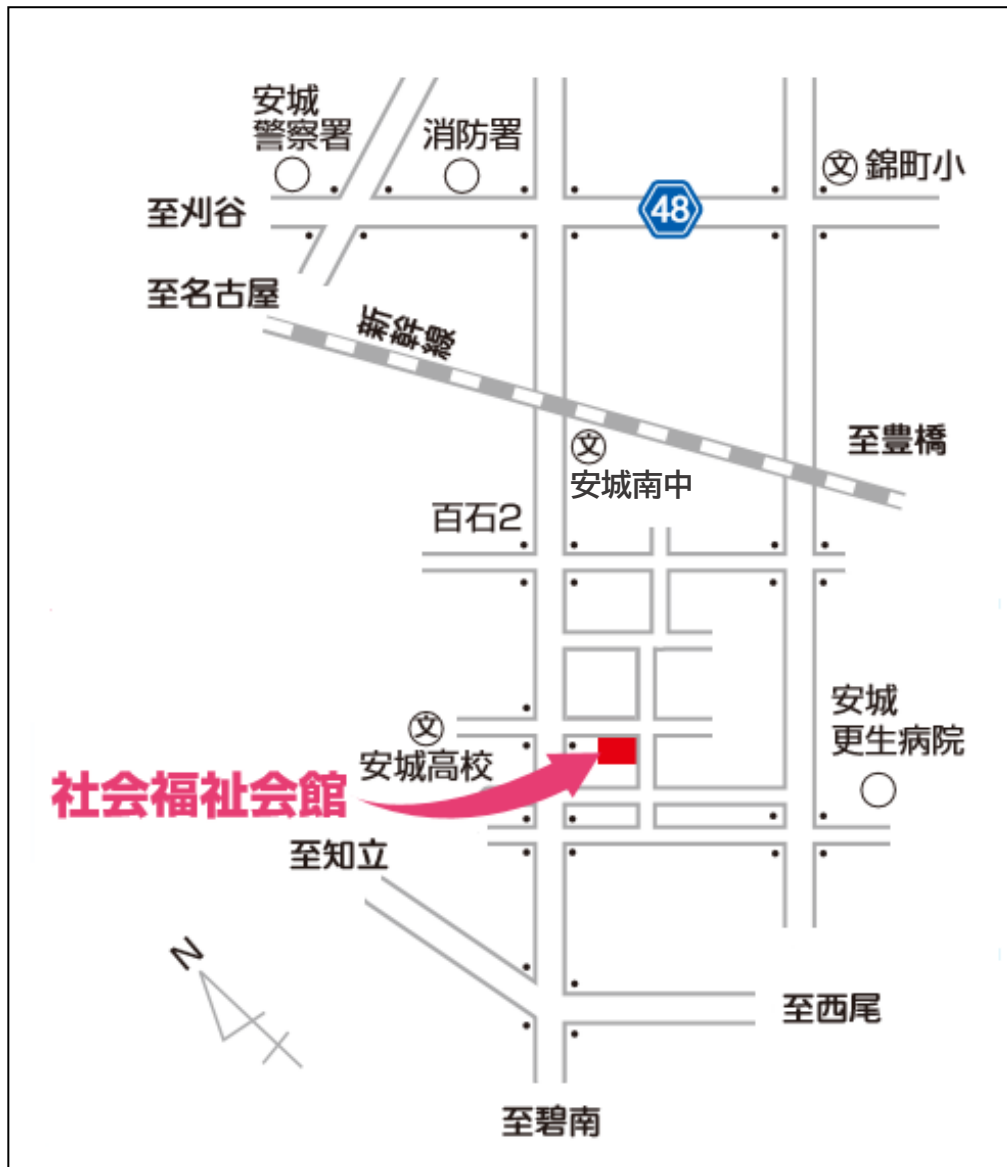 安城
警察署
消防署
文 錦町小
至刈谷
48
至名古屋
新幹線
至豊橋
文
安城南中
百石2
安城
更生病院
文
安城高校
社会福祉会館
至知立
N
至西尾
至碧南